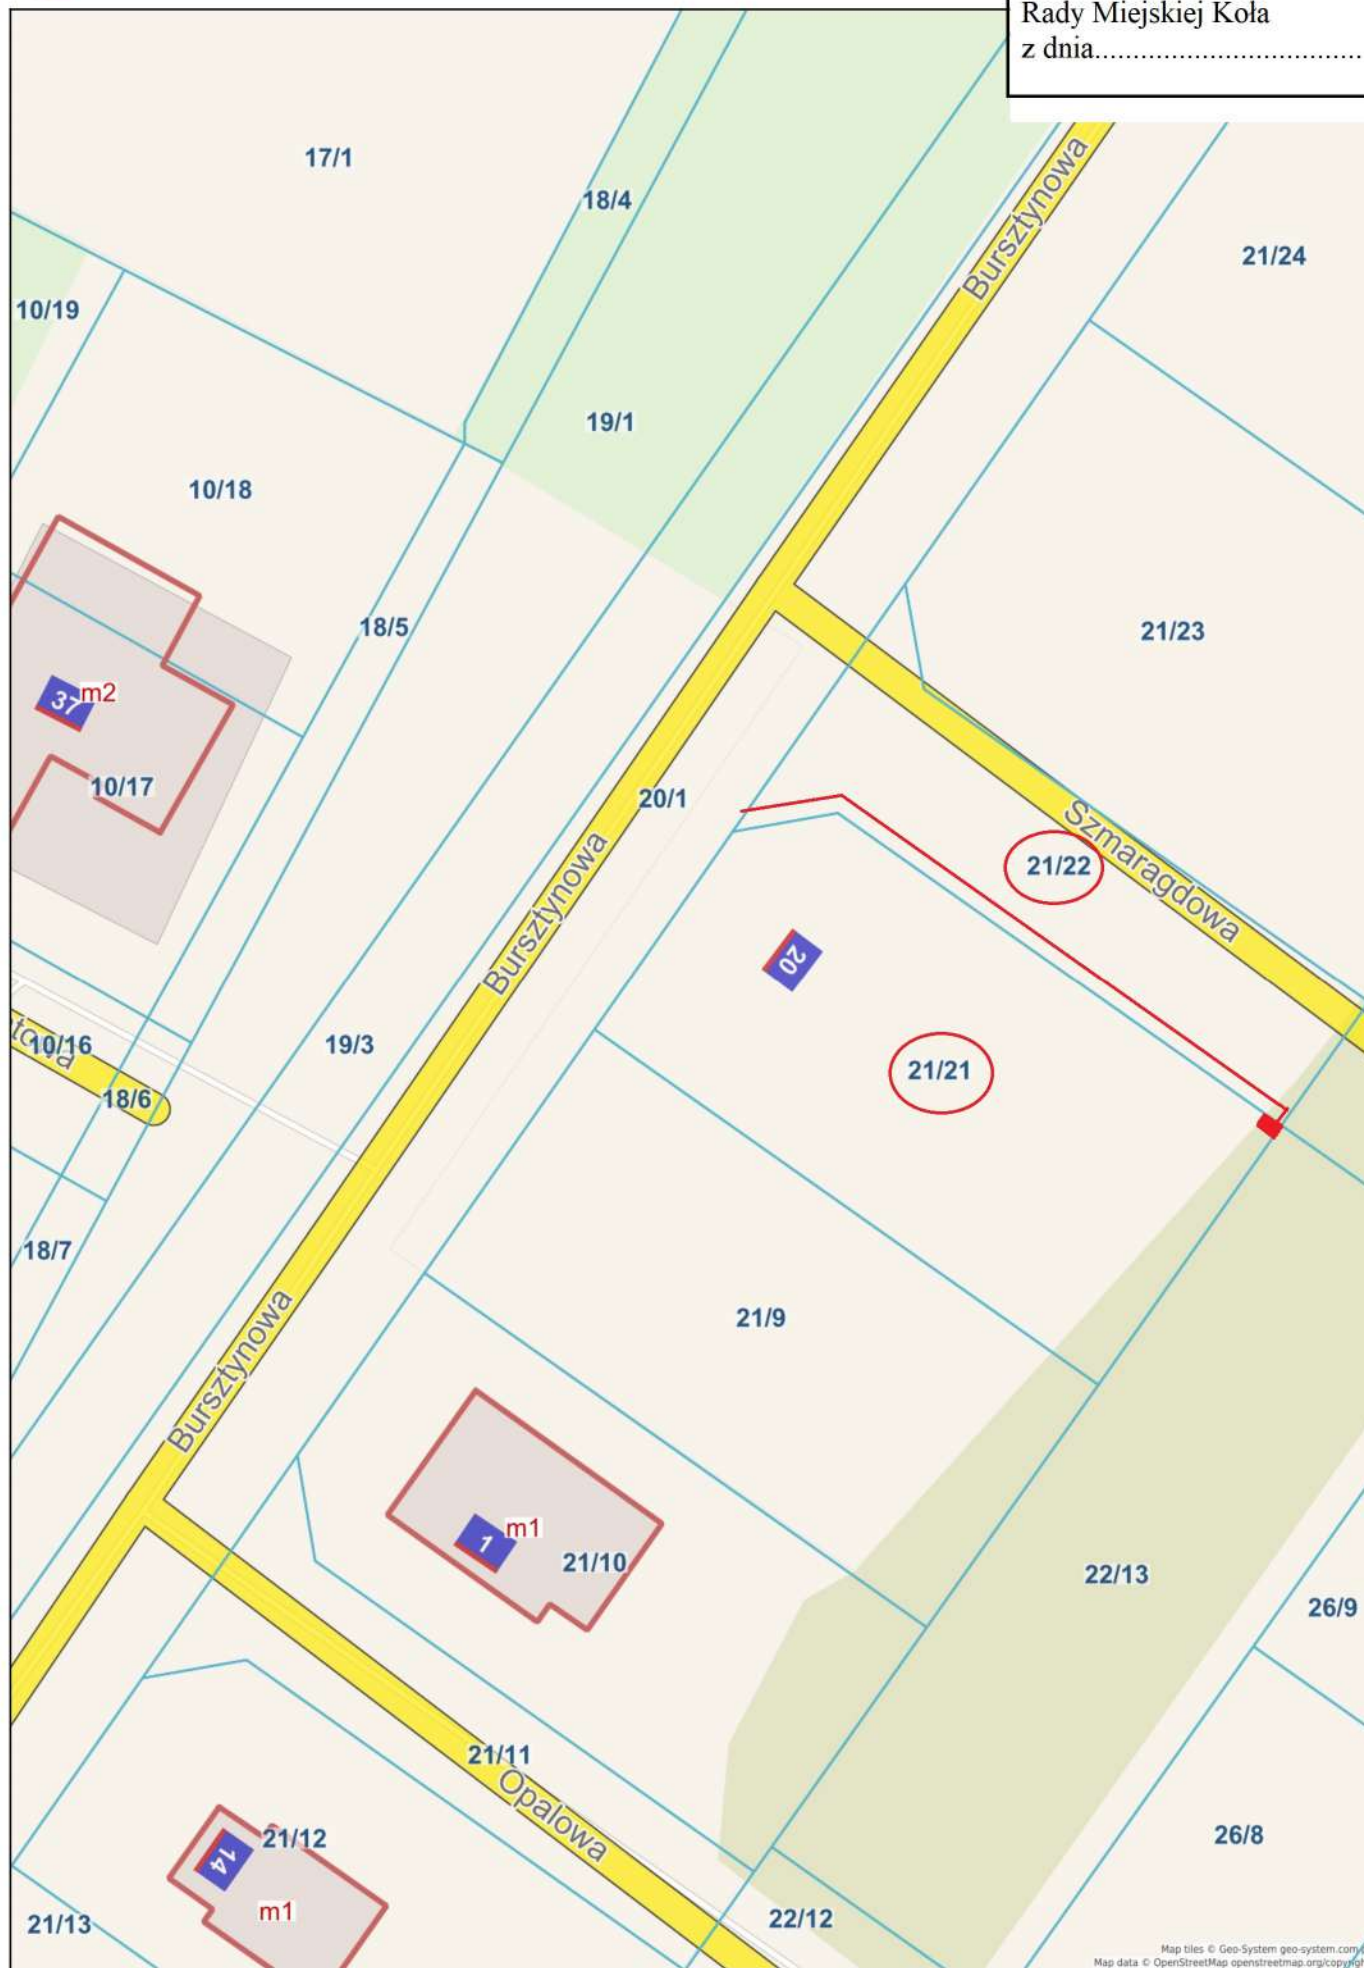 Rady Miejskiej Koła
z dnia...................................
17/1
18/4
Bursztynowa
21/24
10/19
19/1
10/18
18/5
21/23
37
m2
10/17
20/1
Szmaragdowa
21/22
Bursztynowa
20
10/16
19/3
21/21
18/6
18/7
21/9
Bursztynowa
1
m1
21/10
22/13
26/9
21/11
Opalowa
14
21/12
26/8
m1
21/13
22/12
Map tiles © Geo-System geo-system.com
Map data © OpenStreetMap openstreetmap.org/copyright